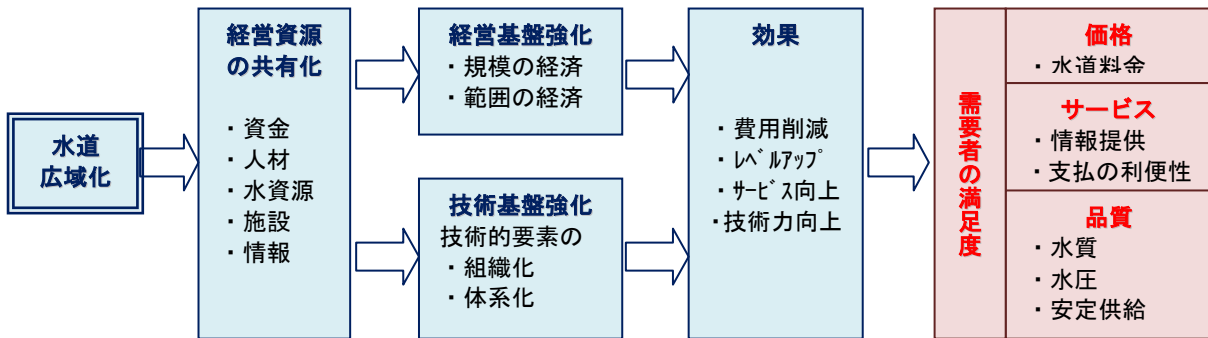 水道
広域化
経営資源
の共有化
・資金
・人材
・水資源
・施設
・情報
経営基盤強化
・規模の経済
・範囲の経済
技術基盤強化
技術的要素の
・組織化
・体系化
効果
・費用削減
・ﾚﾍﾞﾙｱｯﾌﾟ
・ｻｰﾋﾞｽ向上
・技術力向上
需要者の満足度
価格
・水道料金
サービス
・情報提供
・支払の利便性
品質
・水質
・水圧
・安定供給